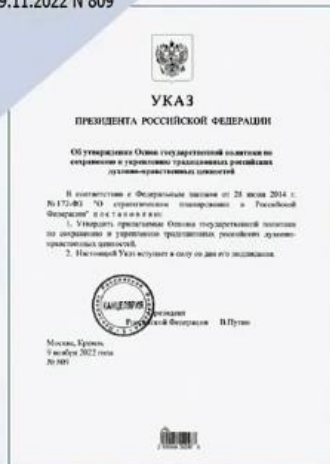 9.11.2022 N 809
УКАЗ
ПРЕЗИДЕНТА РОССИЙСКОЙ ФЕДЕРАЦИИ
Об утверждении Основ государственной политики по
сохранению и укреплению традиционных российских
духовно-нравственных ценностей
В соответствии с Федеральным законом от 28 июня 2014 г.
№ 172-ФЗ "О стратегическом планировании в Российской
Федерации" постановляю:
1. Утвердить прилагаемые Основы государственной политики
по сохранению и укреплению традиционных российских духовно-
нравственных ценностей.
2. Настоящий Указ вступает в силу со дня его подписания.
КАНЦЕЛЯРИЯ
Президент
Российской Федерации В.Путин
Москва, Кремль
9 ноября 2022 года
№ 809